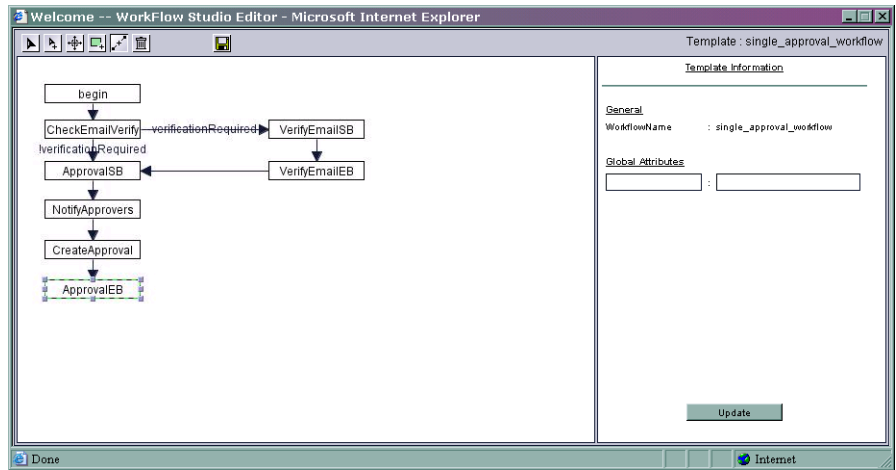 Welcome -- WorkFlow Studio Editor - Microsoft Internet Explorer
Template : single_approval_workflow
begin
CheckEmailVerify
verificationRequired
VerifyEmailSB
!verificationRequired
ApprovalSB
VerifyEmailEB
NotifyApprovers
CreateApproval
ApprovalEB
Template Information
General
WorkflowName : single_approval_workflow
Global Attributes
:
Update
Done
Internet